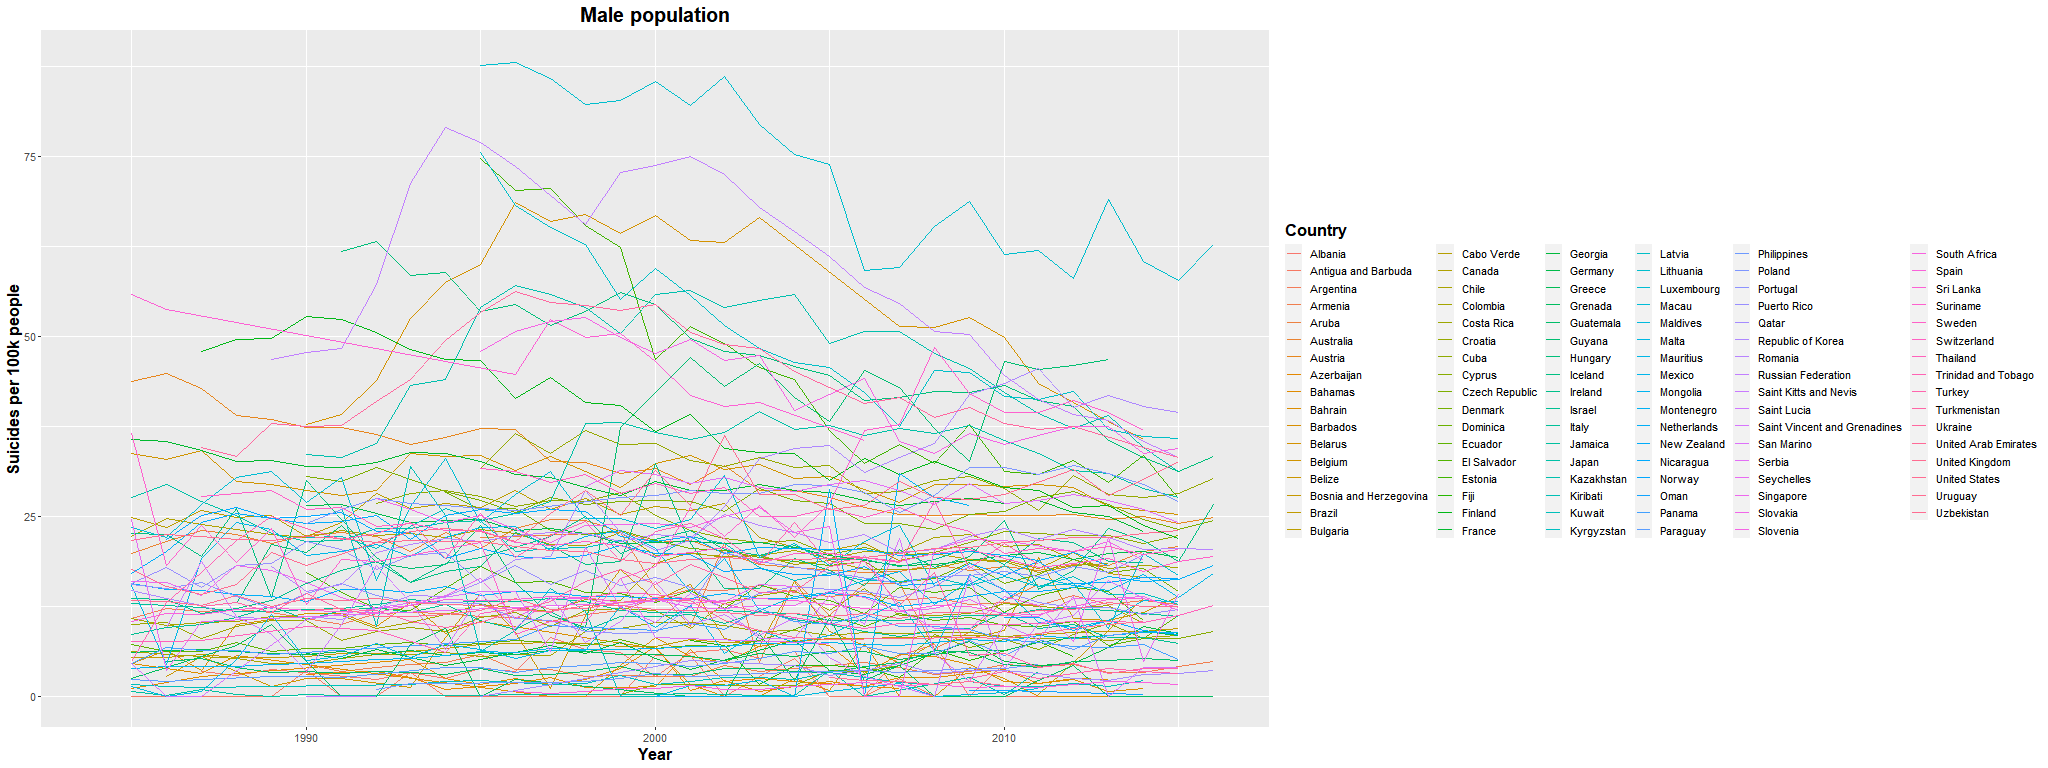 Male population
Suicides per 100k people
75
50
25
0
1990
2000
2010
Year
Country
Albania
Antigua and Barbuda
Argentina
Armenia
Aruba
Australia
Austria
Azerbaijan
Bahamas
Bahrain
Barbados
Belarus
Belgium
Belize
Bosnia and Herzegovina
Brazil
Bulgaria
Cabo Verde
Canada
Chile
Colombia
Costa Rica
Croatia
Cuba
Cyprus
Czech Republic
Denmark
Dominica
Ecuador
El Salvador
Estonia
Fiji
Finland
France
Georgia
Germany
Greece
Grenada
Guatemala
Guyana
Hungary
Iceland
Ireland
Israel
Italy
Jamaica
Japan
Kazakhstan
Kiribati
Kuwait
Kyrgyzstan
Latvia
Lithuania
Luxembourg
Macau
Maldives
Malta
Mauritius
Mexico
Mongolia
Montenegro
Netherlands
New Zealand
Nicaragua
Norway
Oman
Panama
Paraguay
Philippines
Poland
Portugal
Puerto Rico
Qatar
Republic of Korea
Romania
Russian Federation
Saint Kitts and Nevis
Saint Lucia
Saint Vincent and Grenadines
San Marino
Serbia
Seychelles
Singapore
Slovakia
Slovenia
South Africa
Spain
Sri Lanka
Suriname
Sweden
Switzerland
Thailand
Trinidad and Tobago
Turkey
Turkmenistan
Ukraine
United Arab Emirates
United Kingdom
United States
Uruguay
Uzbekistan